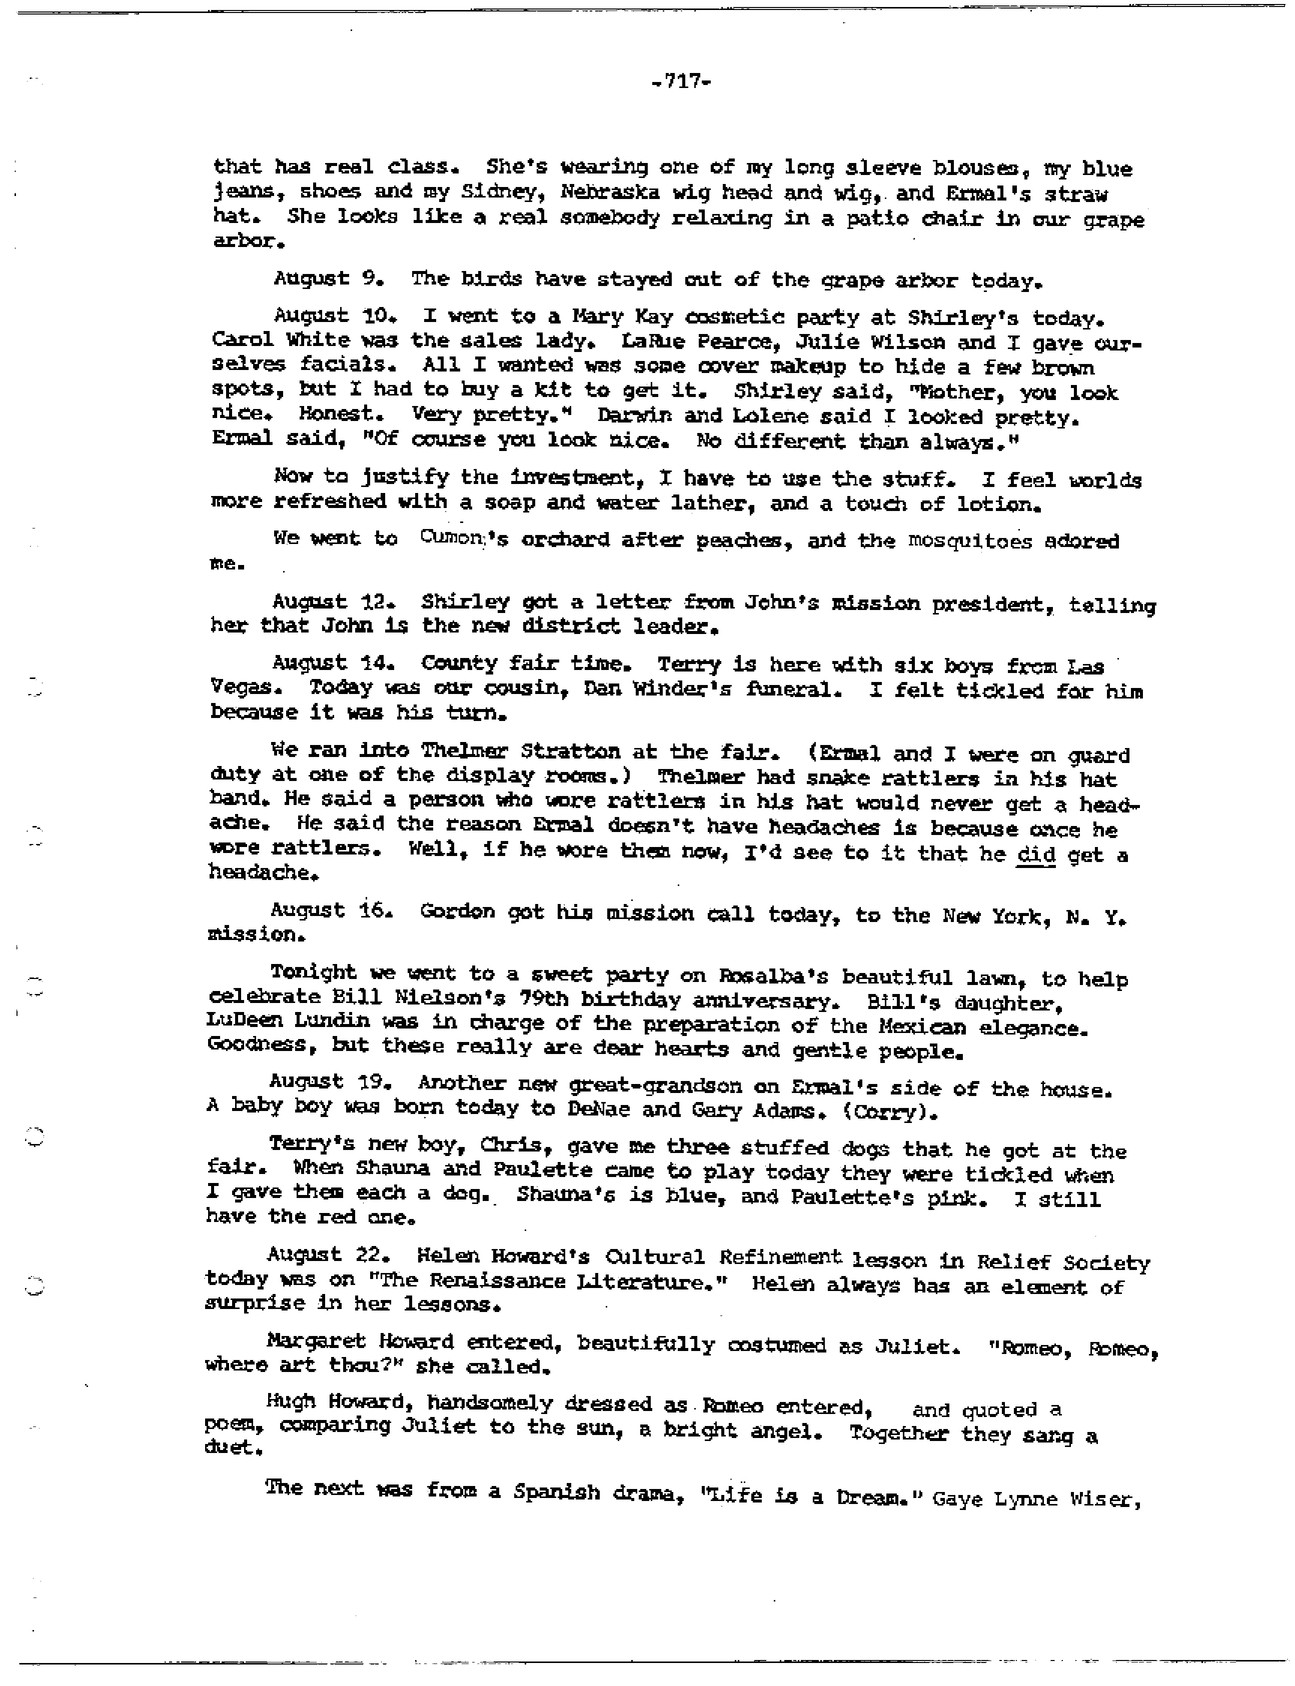 -717-
that has real class. She's wearing one of my long sleeve blouses, my blue
jeans, shoes and my Sidney, Nebraska wig head and wig, and Ermal's straw
hat. She looks like a real somebody relaxing in a patio chair in our grape
arbor.
August 9. The birds have stayed out of the grape arbor today.
August 10. I went to a Mary Kay cosmetic party at Shirley's today.
Carol White was the sales lady. LaRue Pearce, Julie Wilson and I gave our-
selves facials. All I wanted was some cover makeup to hide a few brown
spots, but I had to buy a kit to get it. Shirley said, "Mother, you look
nice. Honest. Very pretty." Darwin and Lolene said I looked pretty.
Ermal said, "Of course you look nice. No different than always."
Now to justify the investment, I have to use the stuff. I feel worlds
more refreshed with a soap and water lather, and a touch of lotion.
We went to Cumon's orchard after peaches, and the mosquitoes adored
me.
August 12. Shirley got a letter from John's mission president, telling
her that John is the new district leader.
August 14. County fair time. Terry is here with six boys from Las
Vegas. Today was our cousin, Dan Winder's funeral. I felt tickled for him
because it was his turn.
We ran into Thelmer Stratton at the fair. (Ermal and I were on guard
duty at one of the display rooms.) Thelmer had snake rattlers in his hat
band. He said a person who wore rattlers in his hat would never get a head-
ache. He said the reason Ermal doesn't have headaches is because once he
wore rattlers. Well, if he wore them now, I'd see to it that he did get a
headache.
August 16. Gordon got his mission call today, to the New York, N. Y.
mission.
Tonight we went to a sweet party on Rosalba's beautiful lawn, to help
celebrate Bill Nielson's 79th birthday anniversary. Bill's daughter,
LuDeen Lundin was in charge of the preparation of the Mexican elegance.
Goodness, but these really are dear hearts and gentle people.
August 19. Another new great-grandson on Ermal's side of the house.
A baby boy was born today to DeNae and Gary Adams. (Corry).
Terry's new boy, Chris, gave me three stuffed dogs that he got at the
fair. When Shauna and Paulette came to play today they were tickled when
I gave them each a dog. Shauna's is blue, and Paulette's pink. I still
have the red one.
August 22. Helen Howard's Cultural Refinement lesson in Relief Society
today was on "The Renaissance Literature." Helen always has an element of
surprise in her lessons.
Margaret Howard entered, beautifully costumed as Juliet. "Romeo, Romeo,
where art thou?" she called.
Hugh Howard, handsomely dressed as Romeo entered, and quoted a
poem, comparing Juliet to the sun, a bright angel. Together they sang a
duet.
The next was from a Spanish drama, "Life is a Dream." Gaye Lynne Wiser,